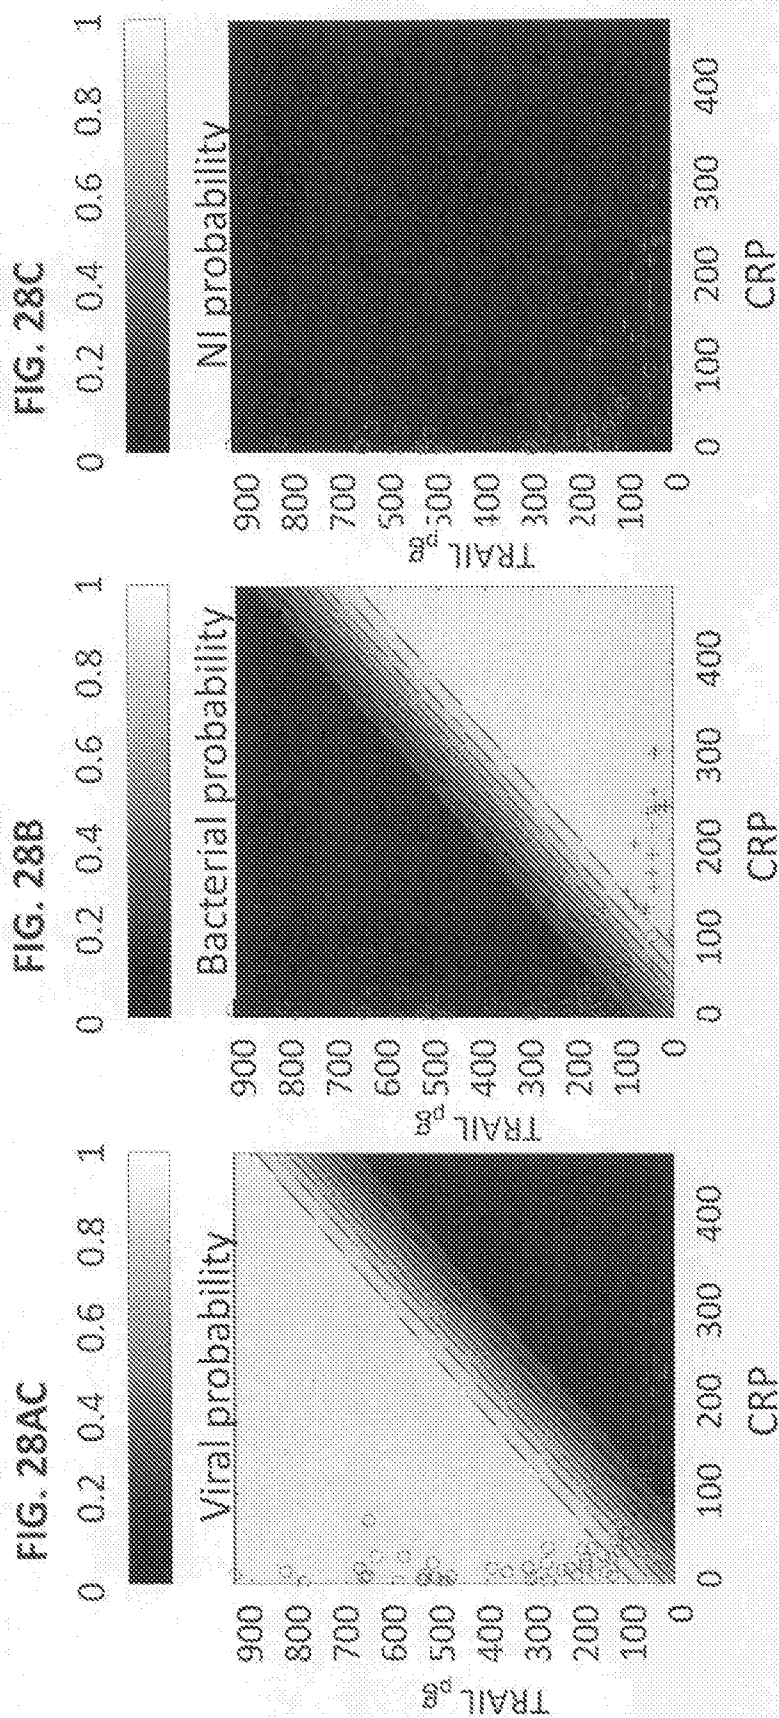 FIG. 28AC
0 0.2 0.4 0.6 0.8 1
Viral probability
900
800
700
600
500
400
300
200
100
0
TRAIL pg
0 100 200 300 400
CRP
FIG. 28B
0 0.2 0.4 0.6 0.8 1
Bacterial probability
900
800
700
600
500
400
300
200
100
0
TRAIL pg
0 100 200 300 400
CRP
FIG. 28C
0 0.2 0.4 0.6 0.8 1
NI probability
900
800
700
600
500
400
300
200
100
0
TRAIL pg
0 100 200 300 400
CRP